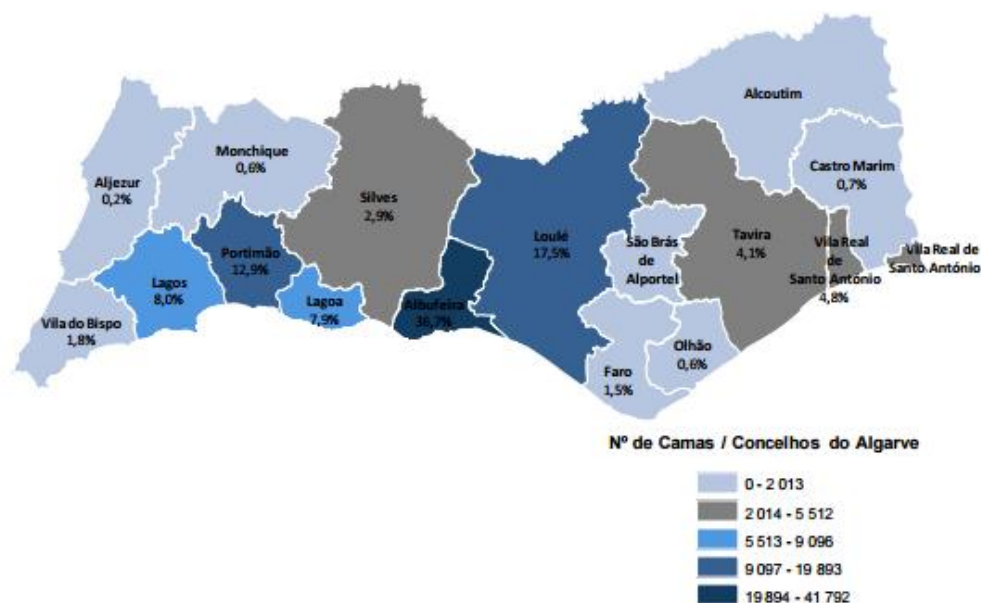 Alcoutim
Monchique
0,6%
Castro Marim
0,7%
Aljezur
0,2%
Silves
2,9%
Loulé
17,5%
São Brás
de
Alportel
Tavira
4,1%
Vila Real
de
Santo António
4,8%
Vila Real de
Santo António
Portimão
12,9%
Lagos
8,0%
Lagoa
7,9%
Albufeira
36,7%
Vila do Bispo
1,8%
Olhão
0,6%
Faro
1,5%
Nº de Camas / Concelhos do Algarve
0 - 2 013
2 014 - 5 512
5 513 - 9 096
9 097 - 19 893
19 894 - 41 792